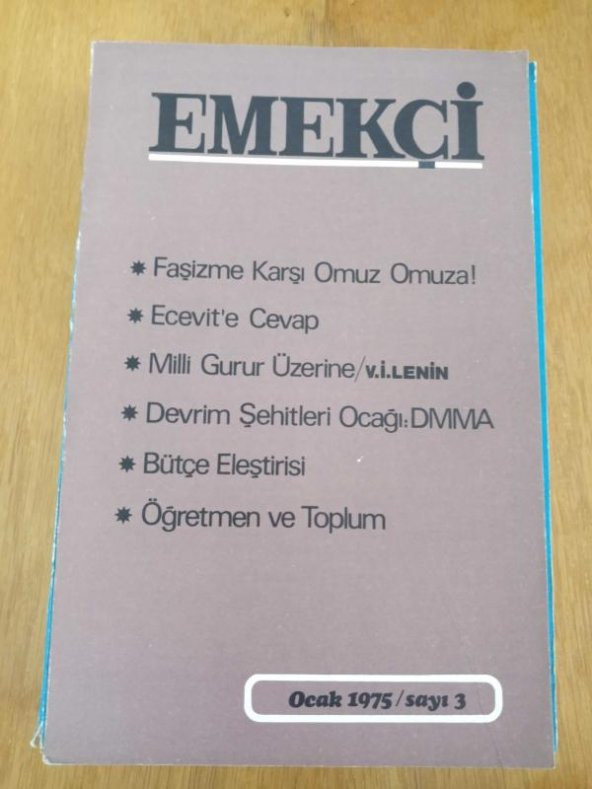 EMEKÇİ
✷ Faşizme Karşı Omuz Omuza!
✷ Ecevit'e Cevap
✷ Milli Gurur Üzerine/V.İ.LENİN
✷ Devrim Şehitleri Ocağı:DMMA
✷ Bütçe Eleştirisi
✷ Öğretmen ve Toplum
Ocak 1975/sayı 3